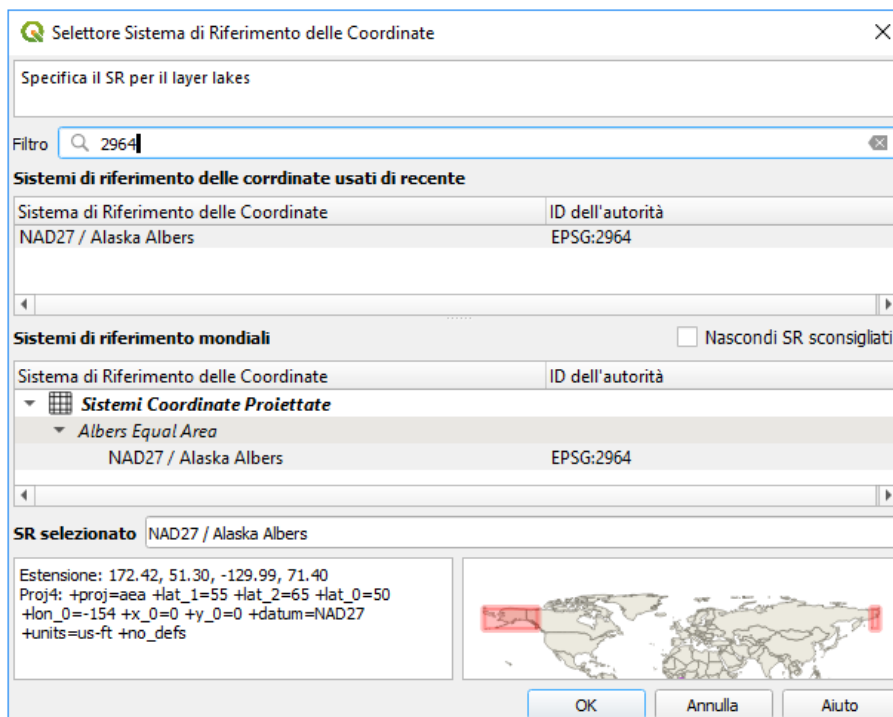 Selettore Sistema di Riferimento delle Coordinate
Specifica il SR per il layer lakes
Filtro 2964
Sistemi di riferimento delle corrdinate usati di recente
Sistema di Riferimento delle Coordinate ID dell'autorità
NAD27 / Alaska Albers EPSG:2964
Sistemi di riferimento mondiali Nascondi SR sconsigliati
Sistema di Riferimento delle Coordinate ID dell'autorità
Sistemi Coordinate Proiettate
Albers Equal Area
NAD27 / Alaska Albers EPSG:2964
SR selezionato NAD27 / Alaska Albers
Estensione: 172.42, 51.30, -129.99, 71.40
Proj4: +proj=aea +lat_1=55 +lat_2=65 +lat_0=50
+lon_0=-154 +x_0=0 +y_0=0 +datum=NAD27
+units=us-ft +no_defs
OK Annulla Aiuto